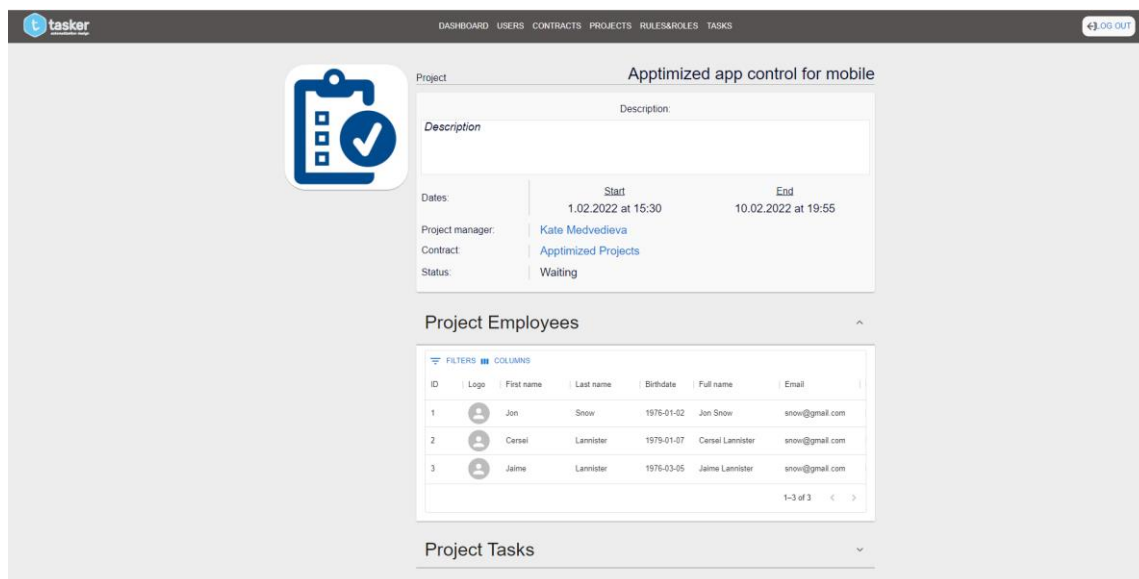 tasker
DASHBOARD USERS CONTRACTS PROJECTS RULES&ROLES TASKS
LOG OUT
Project
Apptimized app control for mobile
Description:
Description
Dates:
Start
End
1.02.2022 at 15:30
10.02.2022 at 19:55
Project manager:
Kate Medvedieva
Contract:
Apptimized Projects
Status:
Waiting
Project Employees
FILTERS COLUMNS
ID Logo First name Last name Birthdate Full name Email
1 Jon Snow 1976-01-02 Jon Snow snow@gmail.com
2 Cersei Lannister 1979-01-07 Cersei Lannister snow@gmail.com
3 Jaime Lannister 1976-03-05 Jaime Lannister snow@gmail.com
1–3 of 3
Project Tasks